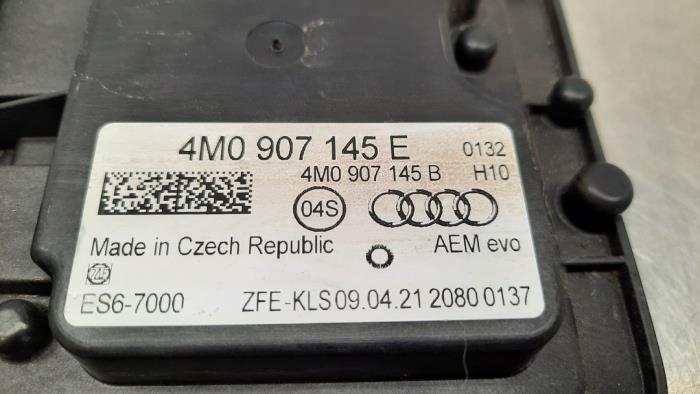 4M0 907 145 E 0132
4M0 907 145 B H10
04S
Made in Czech Republic AEM evo
ES6-7000 ZFE-KLS 09.04.21 2080 0137